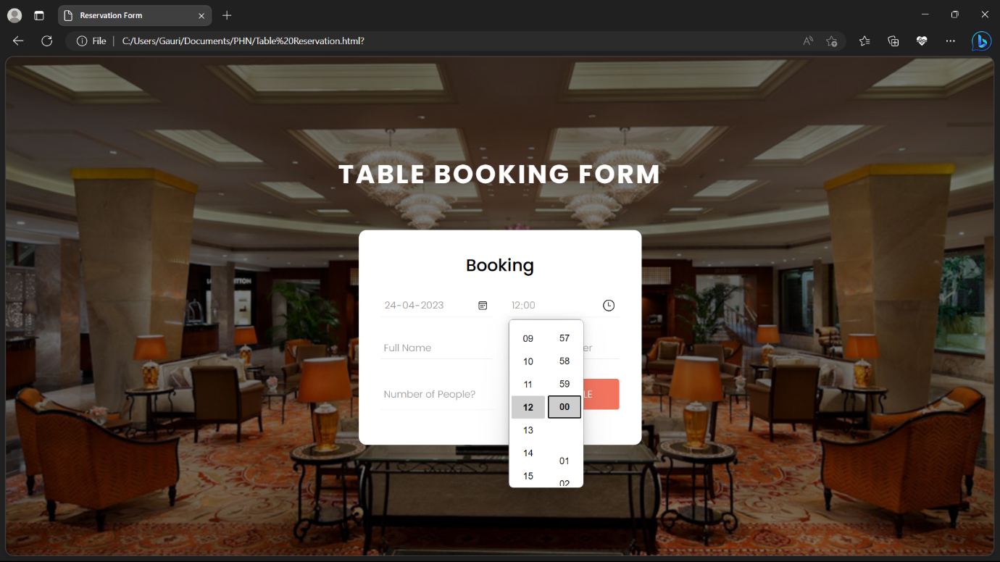 Reservation Form
File
C:/Users/Gauri/Documents/PHN/Table%20Reservation.html?
TABLE BOOKING FORM
Booking
24-04-2023 12:00
Full Name er
Number of People? LE
09 57
10 58
11 59
12 00
13
14 01
15 02